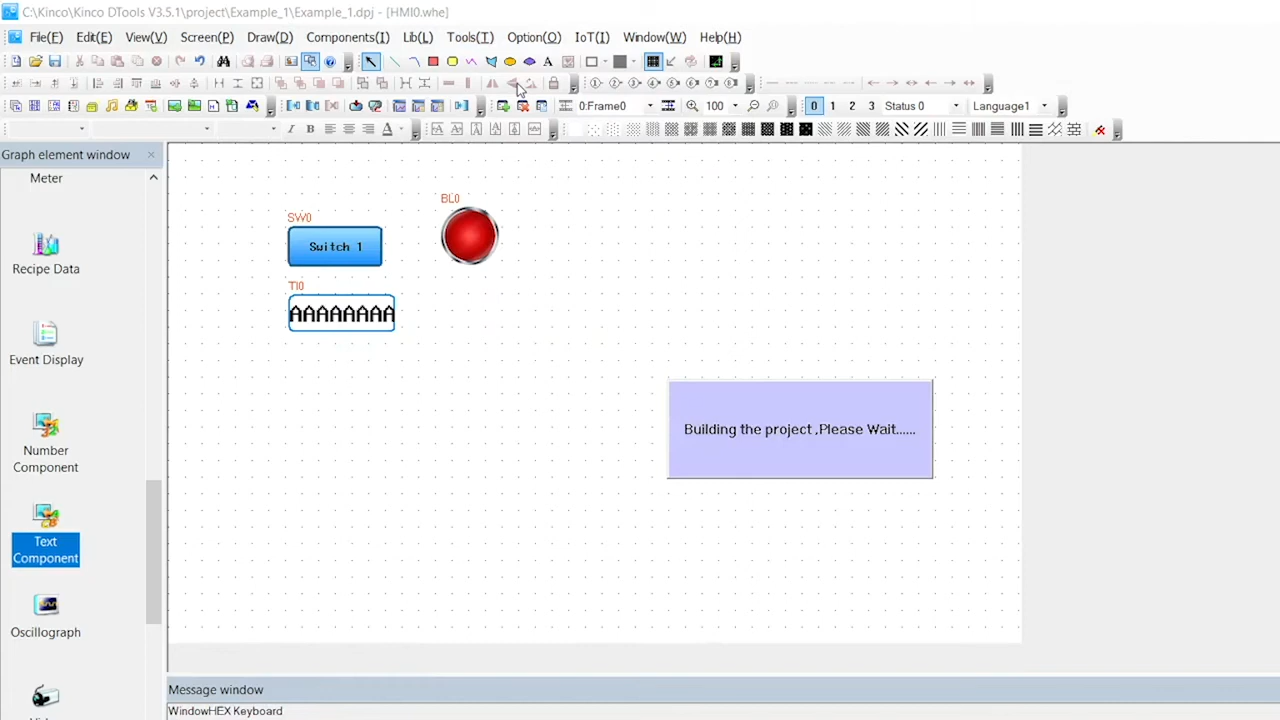 C:\Kinco\Kinco DTools V3.5.1\project\Example_1\Example_1.dpj - [HMI0.whe]
File(F) Edit(E) View(V) Screen(P) Draw(D) Components(I) Lib(L) Tools(T) Option(O) IoT(I) Window(W) Help(H)
0:Frame0 100 0 1 2 3 Status 0 Language1
Graph element window
Meter
Recipe Data
Event Display
Number
Component
Text
Component
Oscillograph
SW0
Switch 1
BL0
TI0
AAAAAAAA
Building the project ,Please Wait......
Message window
WindowHEX Keyboard